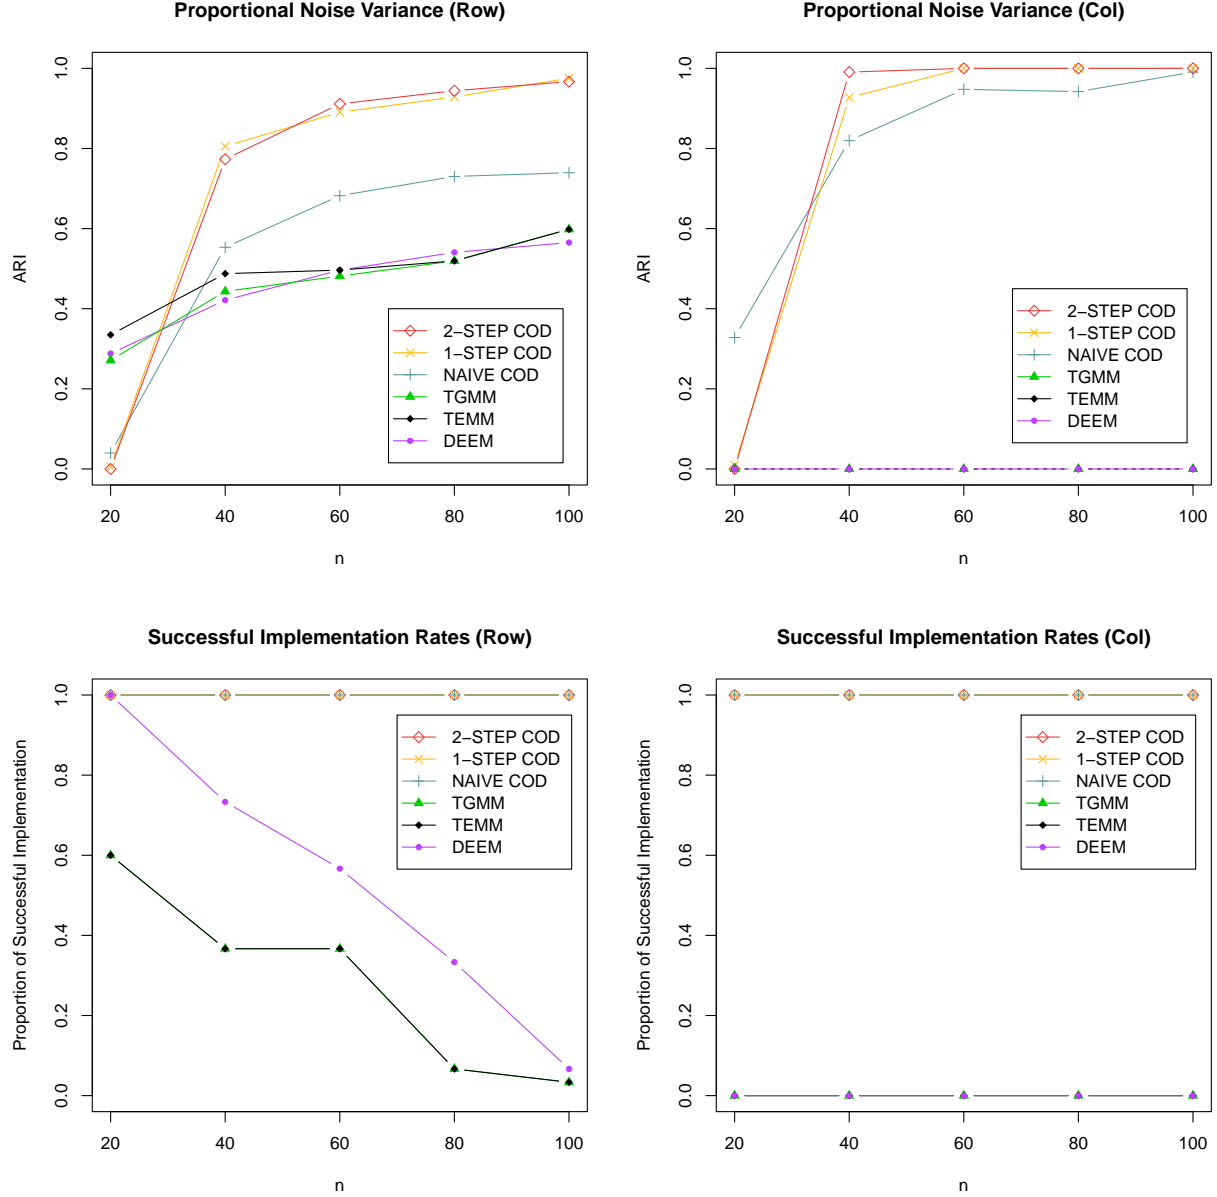 Proportional Noise Variance (Row)
ARI
0.0 0.2 0.4 0.6 0.8 1.0
2−STEP COD
1−STEP COD
NAIVE COD
TGMM
TEMM
DEEM
20 40 60 80 100
n
Proportional Noise Variance (Col)
ARI
0.0 0.2 0.4 0.6 0.8 1.0
2−STEP COD
1−STEP COD
NAIVE COD
TGMM
TEMM
DEEM
20 40 60 80 100
n
Successful Implementation Rates (Row)
Proportion of Successful Implementation
0.0 0.2 0.4 0.6 0.8 1.0
2−STEP COD
1−STEP COD
NAIVE COD
TGMM
TEMM
DEEM
20 40 60 80 100
n
Successful Implementation Rates (Col)
Proportion of Successful Implementation
0.0 0.2 0.4 0.6 0.8 1.0
2−STEP COD
1−STEP COD
NAIVE COD
TGMM
TEMM
DEEM
20 40 60 80 100
n